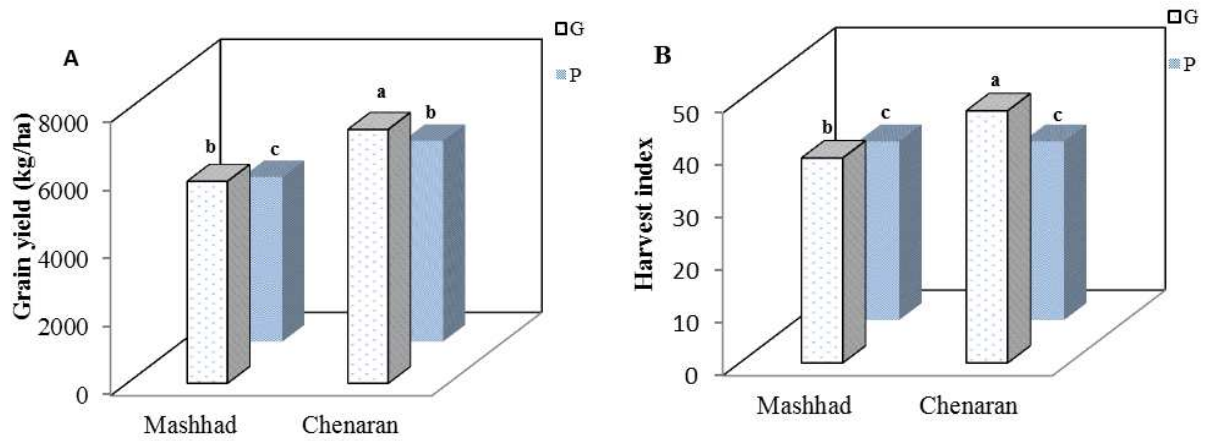 A
G
P
Grain yield (kg/ha)
8000
6000
4000
2000
0
b
c
a
b
Mashhad
Chenaran
B
G
P
Harvest index
50
40
30
20
10
0
b
c
a
c
Mashhad
Chenaran